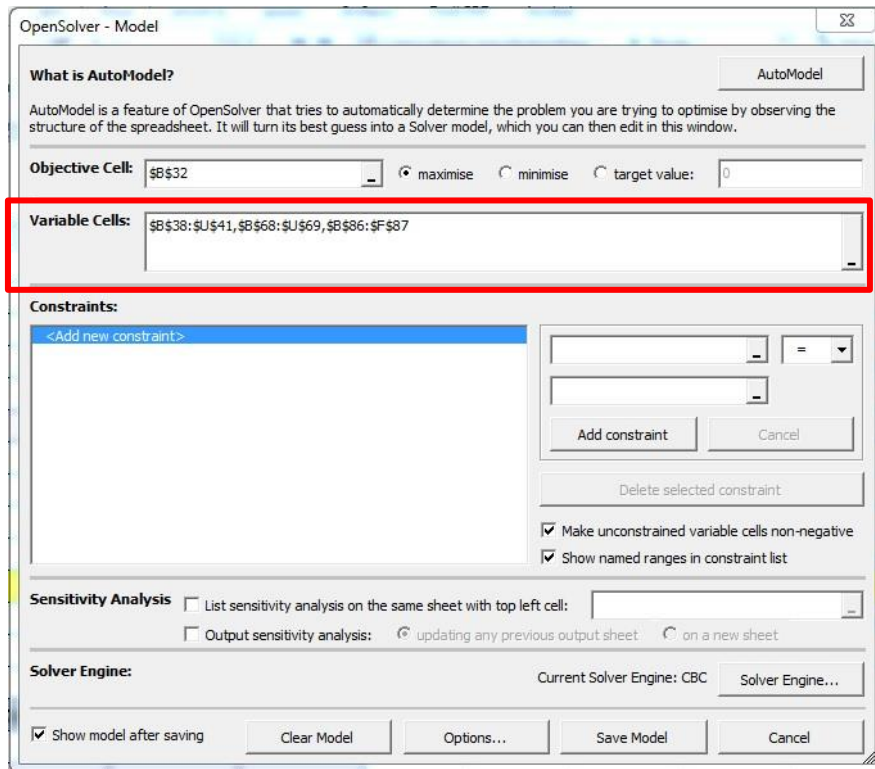 OpenSolver - Model
What is AutoModel?
AutoModel
AutoModel is a feature of OpenSolver that tries to automatically determine the problem you are trying to optimise by observing the
structure of the spreadsheet. It will turn its best guess into a Solver model, which you can then edit in this window.
Objective Cell: $B$32 maximise minimise target value: 0
Variable Cells: $B$38:$U$41,$B$68:$U$69,$B$86:$F$87
Constraints:
<Add new constraint>
=
Add constraint Cancel
Delete selected constraint
Make unconstrained variable cells non-negative
Show named ranges in constraint list
Sensitivity Analysis List sensitivity analysis on the same sheet with top left cell:
Output sensitivity analysis: updating any previous output sheet on a new sheet
Solver Engine: Current Solver Engine: CBC Solver Engine...
Show model after saving Clear Model Options... Save Model Cancel